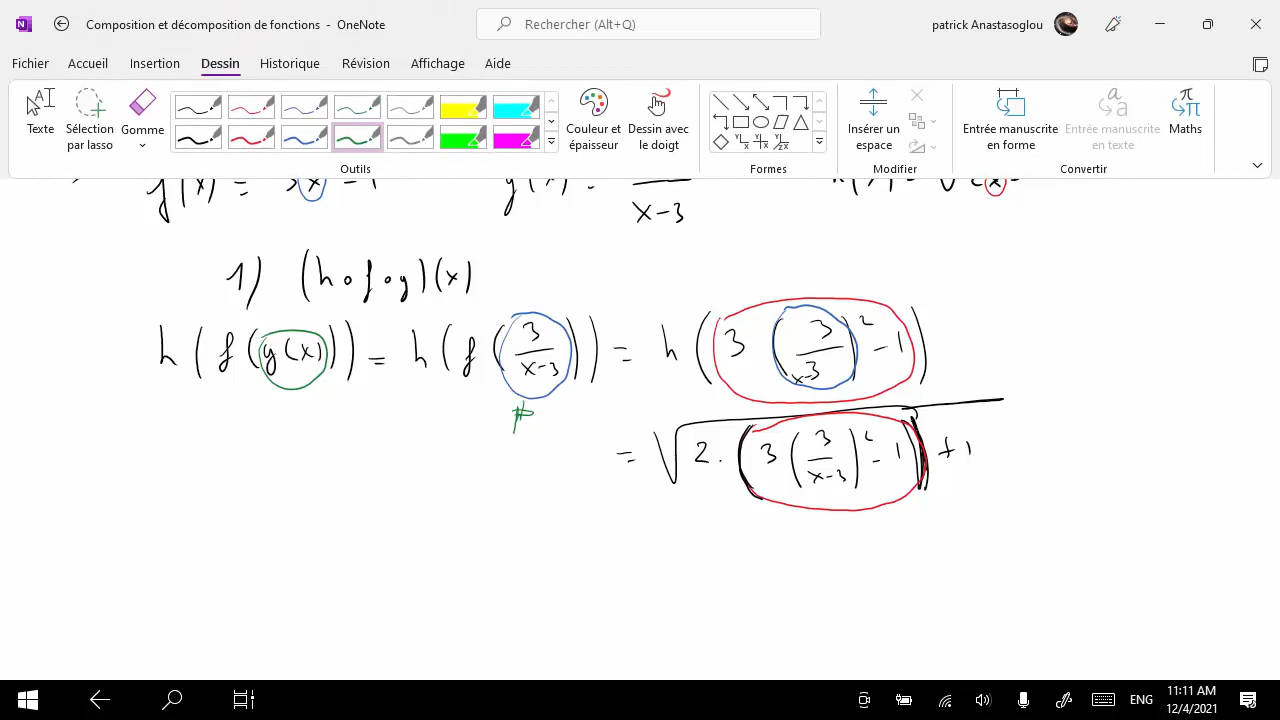 Composition et décomposition de fonctions - OneNote
Rechercher (Alt+Q)
patrick Anastasoglou
Fichier Accueil Insertion Dessin Historique Révision Affichage Aide
Texte
Sélection par lasso
Gomme
Couleur et épaisseur
Dessin avec le doigt
Insérer un espace
Entrée manuscrite en forme
Entrée manuscrite en texte
Maths
Outils Formes Modifier Convertir
x-3
1) (h∘f∘g)(x)
h(f(g(x))) = h(f(3/(x-3))) = h(3(3/(x-3))² - 1)
= √(2·(3(3/(x-3))² - 1) + 1)
ENG
11:11 AM
12/4/2021